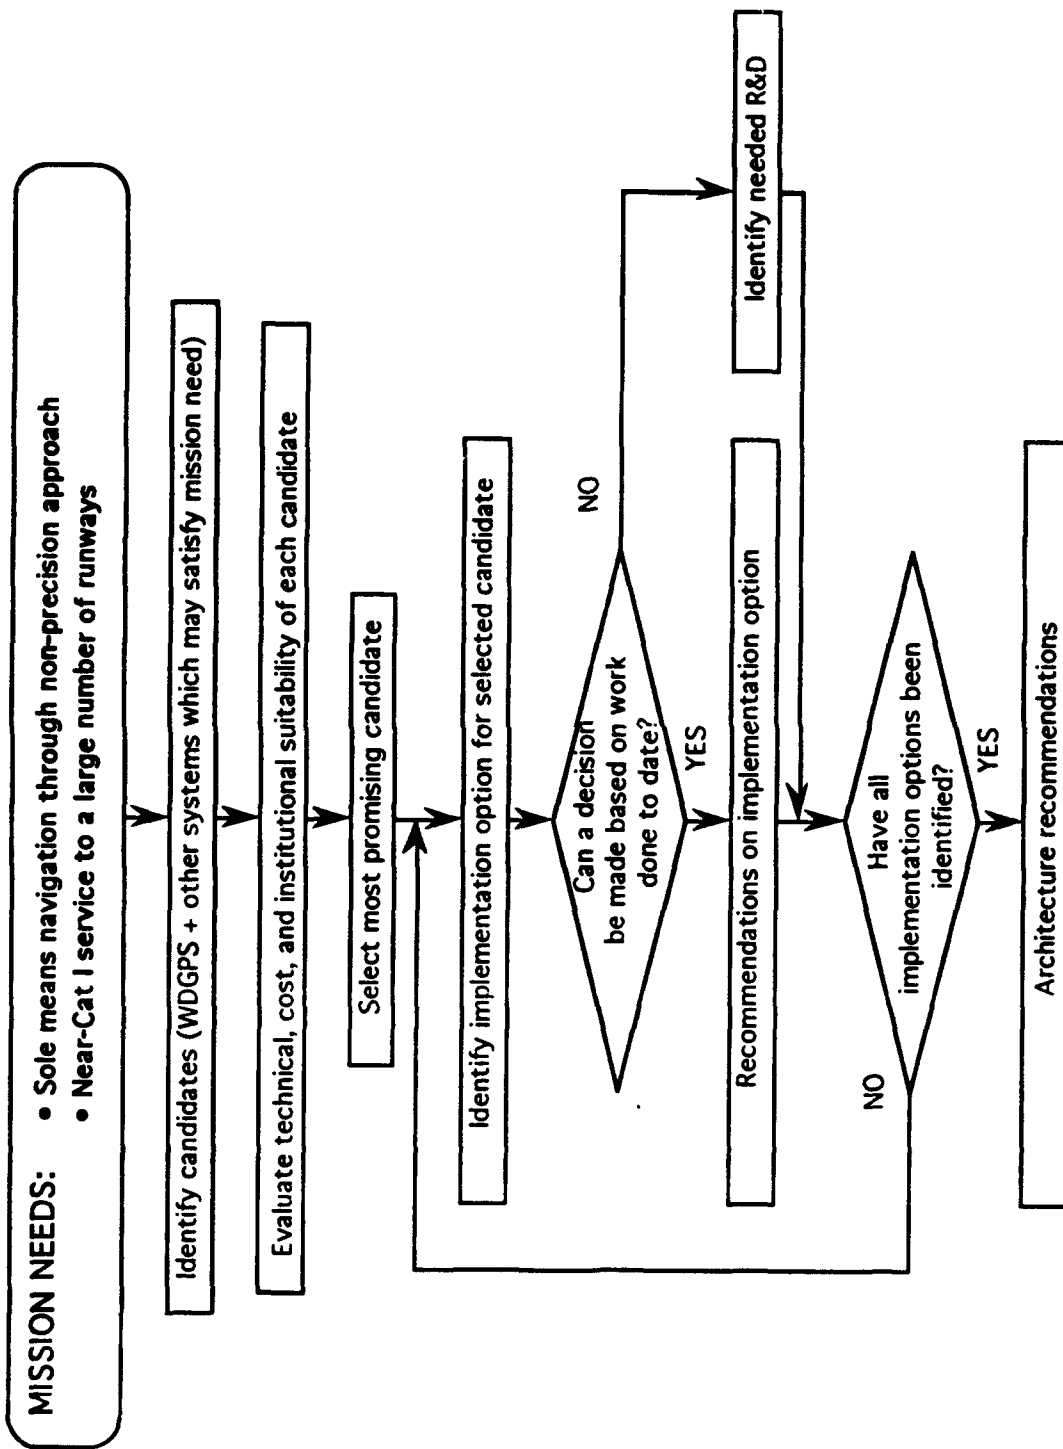 MISSION NEEDS: • Sole means navigation through non-precision approach
• Near-Cat I service to a large number of runways
Identify candidates (WDGPS + other systems which may satisfy mission need)
Evaluate technical, cost, and institutional suitability of each candidate
Select most promising candidate
Identify implementation option for selected candidate
Can a decision
be made based on work
done to date?
NO
YES
Identify needed R&D
Recommendations on implementation option
Have all
implementation options been
identified?
NO
YES
Architecture recommendations